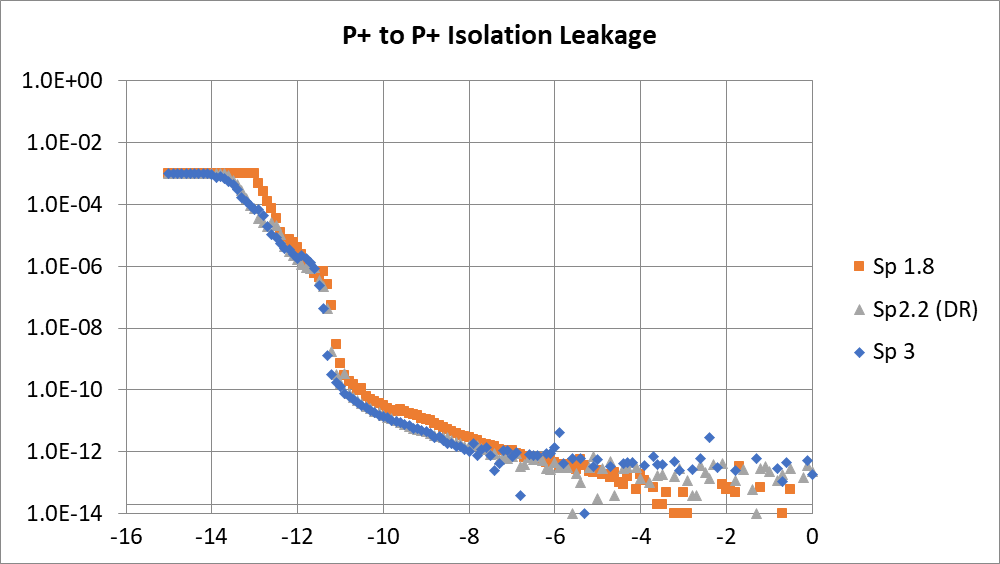 P+ to P+ Isolation Leakage
1.0E+00
1.0E-02
1.0E-04
1.0E-06
1.0E-08
1.0E-10
1.0E-12
1.0E-14
-16 -14 -12 -10 -8 -6 -4 -2 0
Sp 1.8
Sp2.2 (DR)
Sp 3